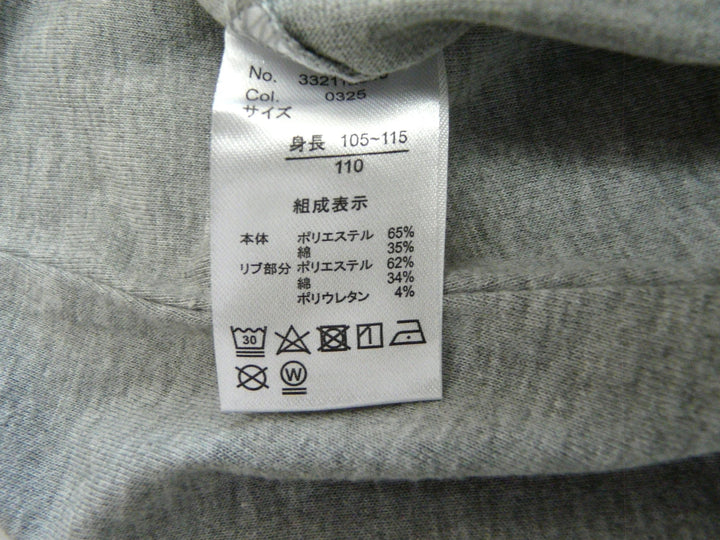 No.
Col. 0325
サイズ
身長 105~115
110
組成表示
本体 ポリエステル 65%
綿 35%
リブ部分 ポリエステル 62%
綿 34%
ポリウレタン 4%
30
W